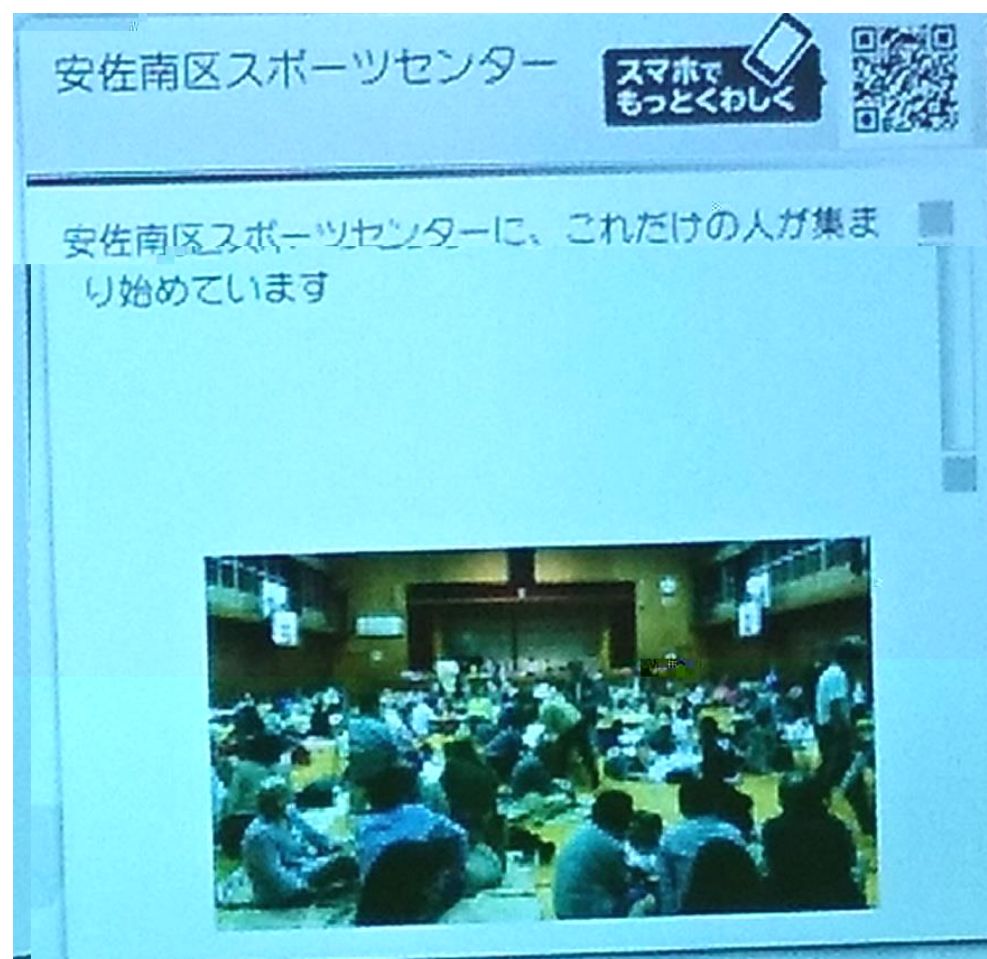 安佐南区スポーツセンター
スマホで
もっとくわしく
安佐南区スポーツセンターに、これだけの人が集ま
り始めています